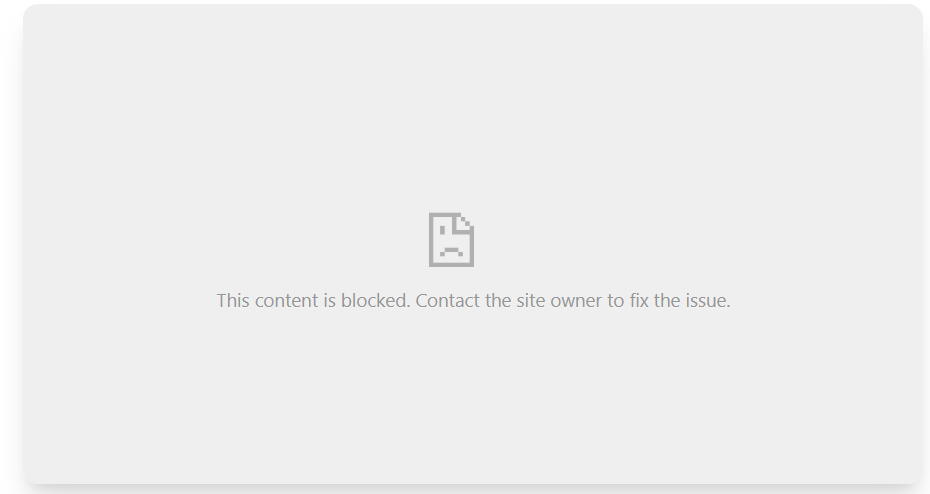 This content is blocked. Contact the site owner to fix the issue.